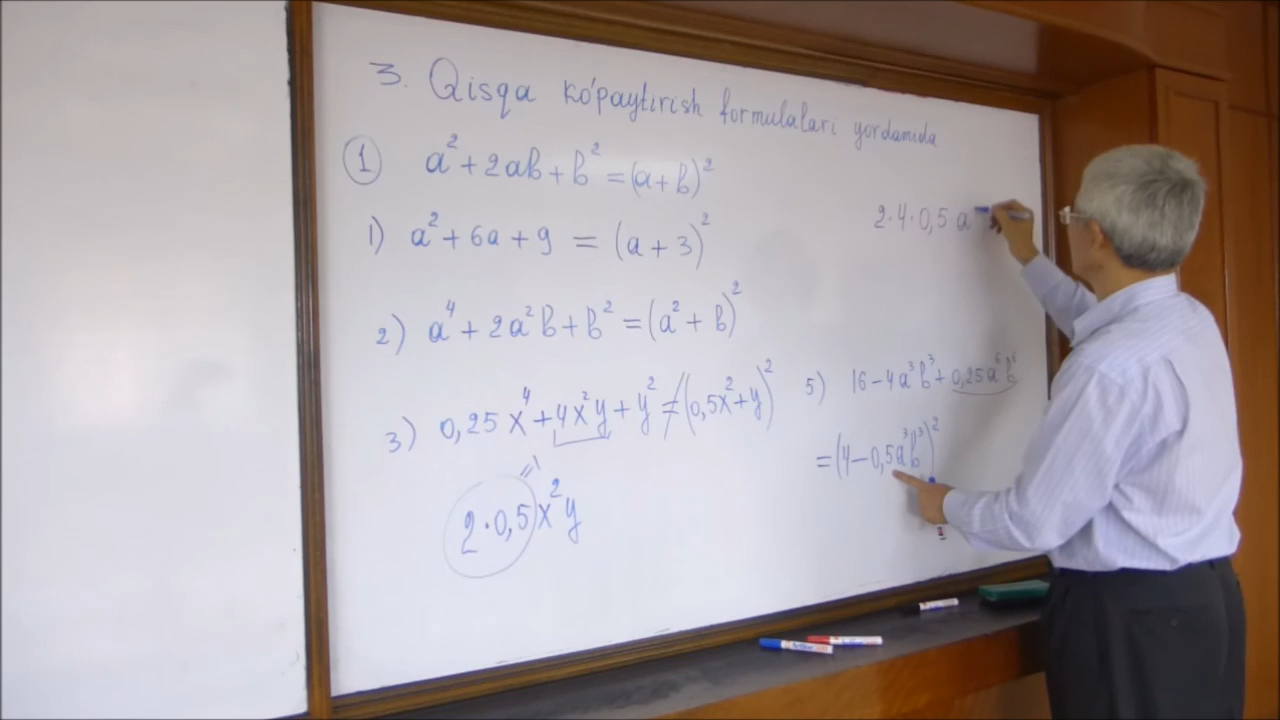 3. Qisqa ko'paytirish formulalari yordamida
① a² + 2ab + b² = (a + b)²
1) a² + 6a + 9 = (a + 3)²
2) a⁴ + 2a²b + b² = (a² + b)²
3) 0,25x⁴ + 4x²y + y² ≠ (0,5x² + y)²
2·0,5x²y
2·4·0,5a
5) 16 − 4a³b³ + 0,25a⁶b⁶
= (4 − 0,5a³b³)²